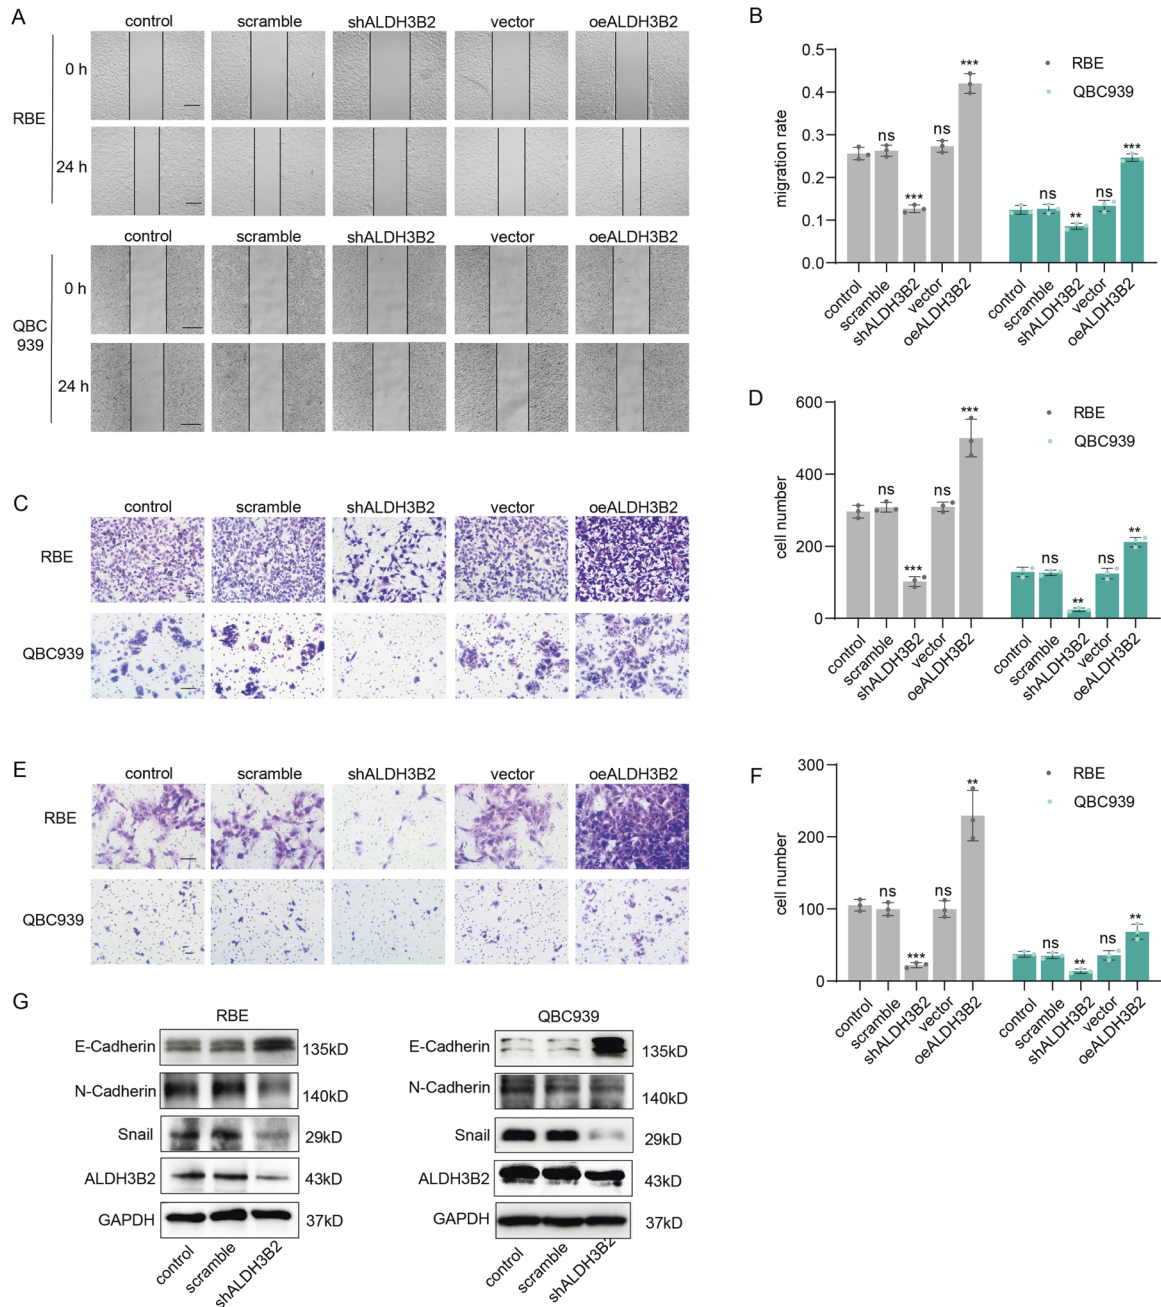 A
control scramble shALDH3B2 vector oeALDH3B2
RBE
0 h
24 h
control scramble shALDH3B2 vector oeALDH3B2
QBC
939
0 h
24 h
B
migration rate
0.5
0.4
0.3
0.2
0.1
0.0
RBE
QBC939
ns *** ns *** ns ** ns ***
control scramble shALDH3B2 vector oeALDH3B2 control scramble shALDH3B2 vector oeALDH3B2
C
control scramble shALDH3B2 vector oeALDH3B2
RBE
QBC939
D
cell number
600
400
200
0
RBE
QBC939
ns *** ns *** ns ** ns **
control scramble shALDH3B2 vector oeALDH3B2 control scramble shALDH3B2 vector oeALDH3B2
E
control scramble shALDH3B2 vector oeALDH3B2
RBE
QBC939
F
cell number
300
200
100
0
RBE
QBC939
ns *** ns ** ns ** ns **
control scramble shALDH3B2 vector oeALDH3B2 control scramble shALDH3B2 vector oeALDH3B2
G
RBE
E-Cadherin 135kD
N-Cadherin 140kD
Snail 29kD
ALDH3B2 43kD
GAPDH 37kD
control scramble shALDH3B2
QBC939
E-Cadherin 135kD
N-Cadherin 140kD
Snail 29kD
ALDH3B2 43kD
GAPDH 37kD
control scramble shALDH3B2